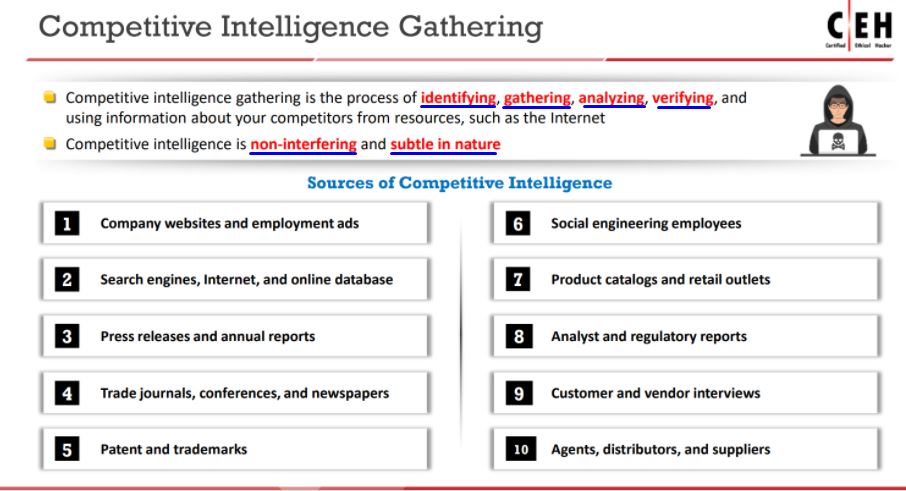 Competitive Intelligence Gathering
C|EH
Certified Ethical Hacker
Competitive intelligence gathering is the process of identifying, gathering, analyzing, verifying, and
using information about your competitors from resources, such as the Internet
Competitive intelligence is non-interfering and subtle in nature
Sources of Competitive Intelligence
1 Company websites and employment ads
2 Search engines, Internet, and online database
3 Press releases and annual reports
4 Trade journals, conferences, and newspapers
5 Patent and trademarks
6 Social engineering employees
7 Product catalogs and retail outlets
8 Analyst and regulatory reports
9 Customer and vendor interviews
10 Agents, distributors, and suppliers